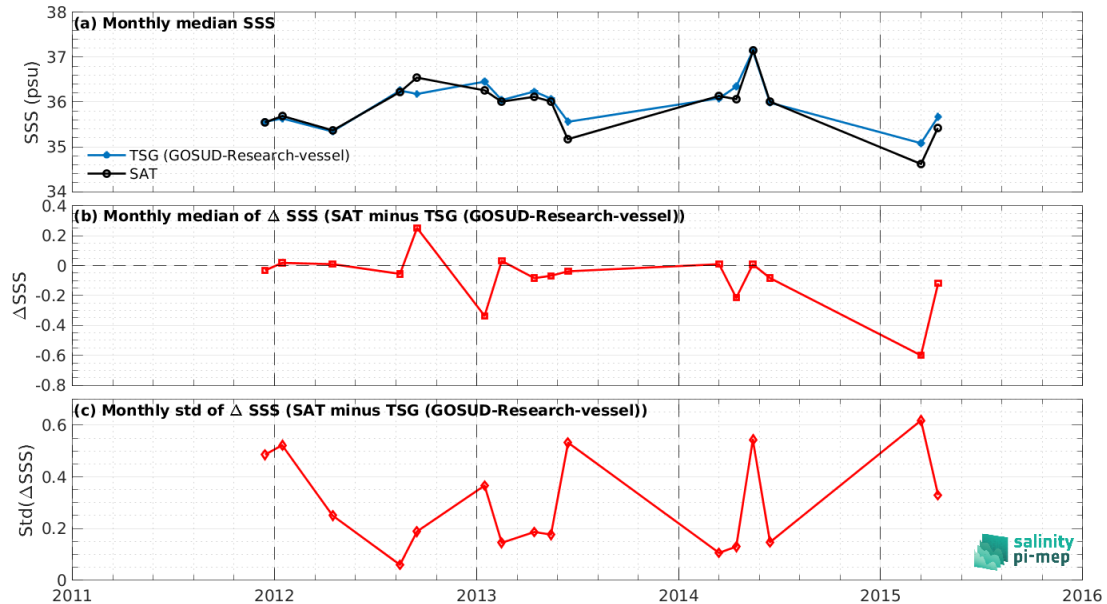 (a) Monthly median SSS
38
37
36
35
34
SSS (psu)
TSG (GOSUD-Research-vessel)
SAT
(b) Monthly median of Δ SSS (SAT minus TSG (GOSUD-Research-vessel))
0.4
0.2
0
-0.2
-0.4
-0.6
-0.8
ΔSSS
(c) Monthly std of Δ SSS (SAT minus TSG (GOSUD-Research-vessel))
0.6
0.4
0.2
0
Std(ΔSSS)
salinity
pi-mep
2011 2012 2013 2014 2015 2016